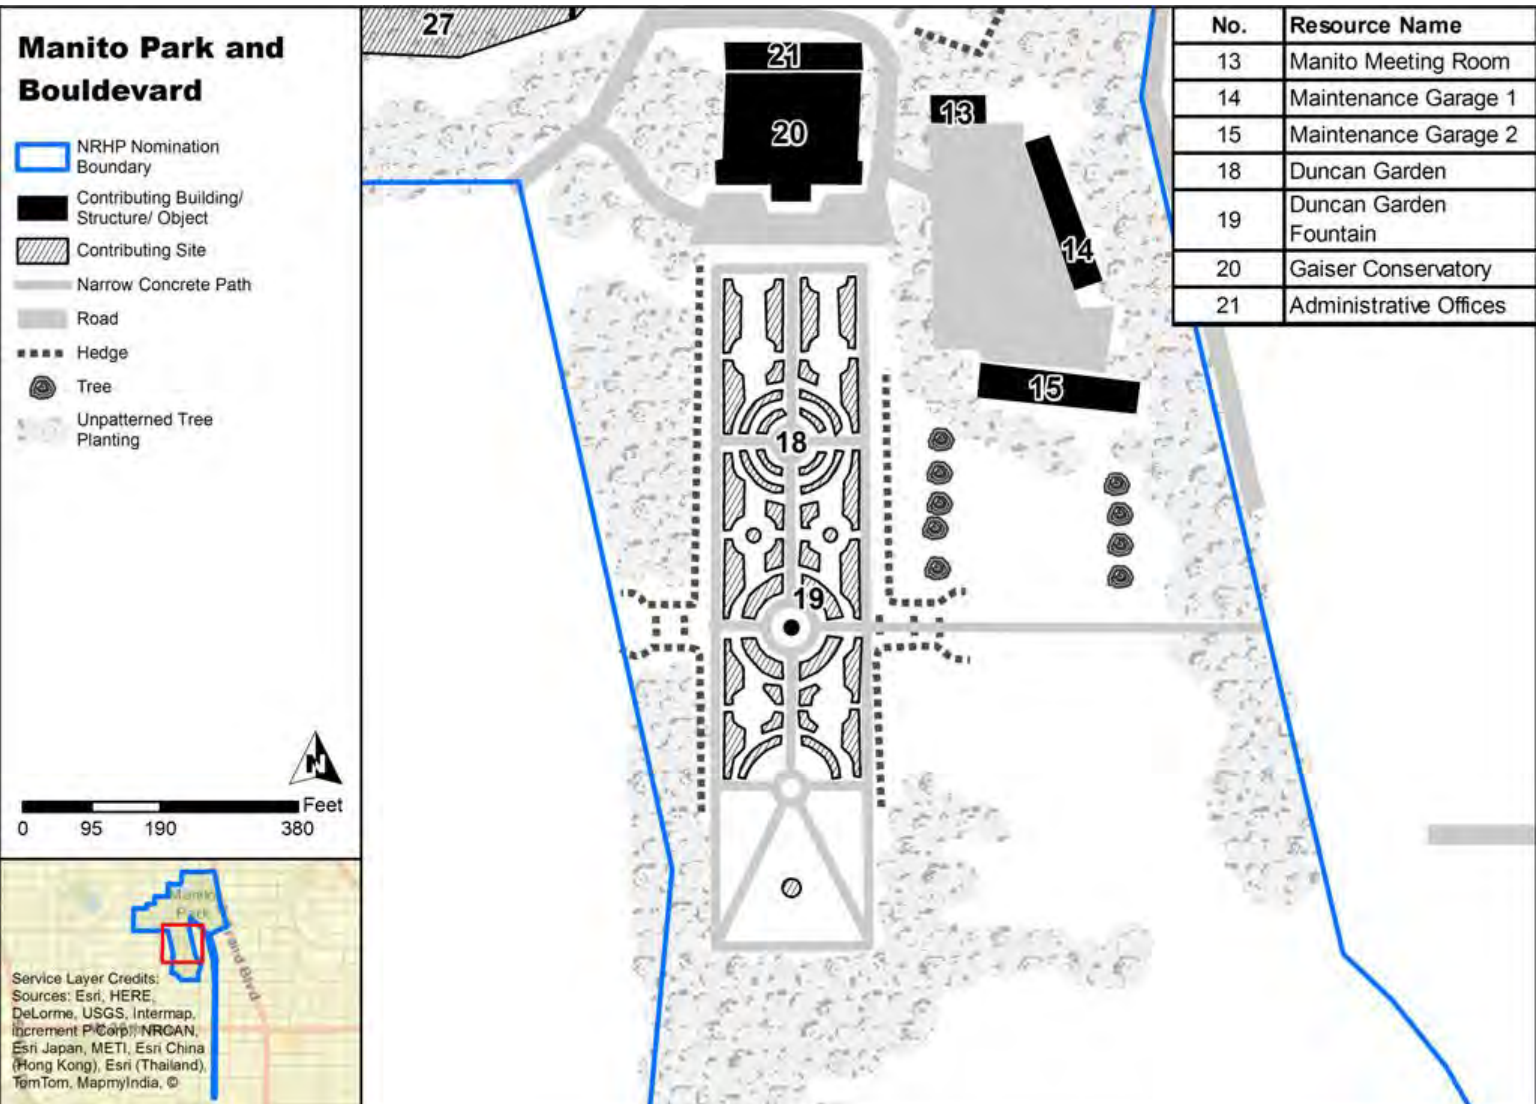 Manito Park and
Bouldevard
NRHP Nomination
Boundary
Contributing Building/
Structure/ Object
Contributing Site
Narrow Concrete Path
Road
Hedge
Tree
Unpatterned Tree
Planting
N
Feet
0 95 190 380
Manito
Park
rand Blvd
Service Layer Credits:
Sources: Esri, HERE,
DeLorme, USGS, Intermap,
increment P Corp., NRCAN,
Esri Japan, METI, Esri China
(Hong Kong), Esri (Thailand),
TomTom, MapmyIndia, ©
27
21
20
13
14
15
18
19
No. Resource Name
13 Manito Meeting Room
14 Maintenance Garage 1
15 Maintenance Garage 2
18 Duncan Garden
19 Duncan Garden
Fountain
20 Gaiser Conservatory
21 Administrative Offices